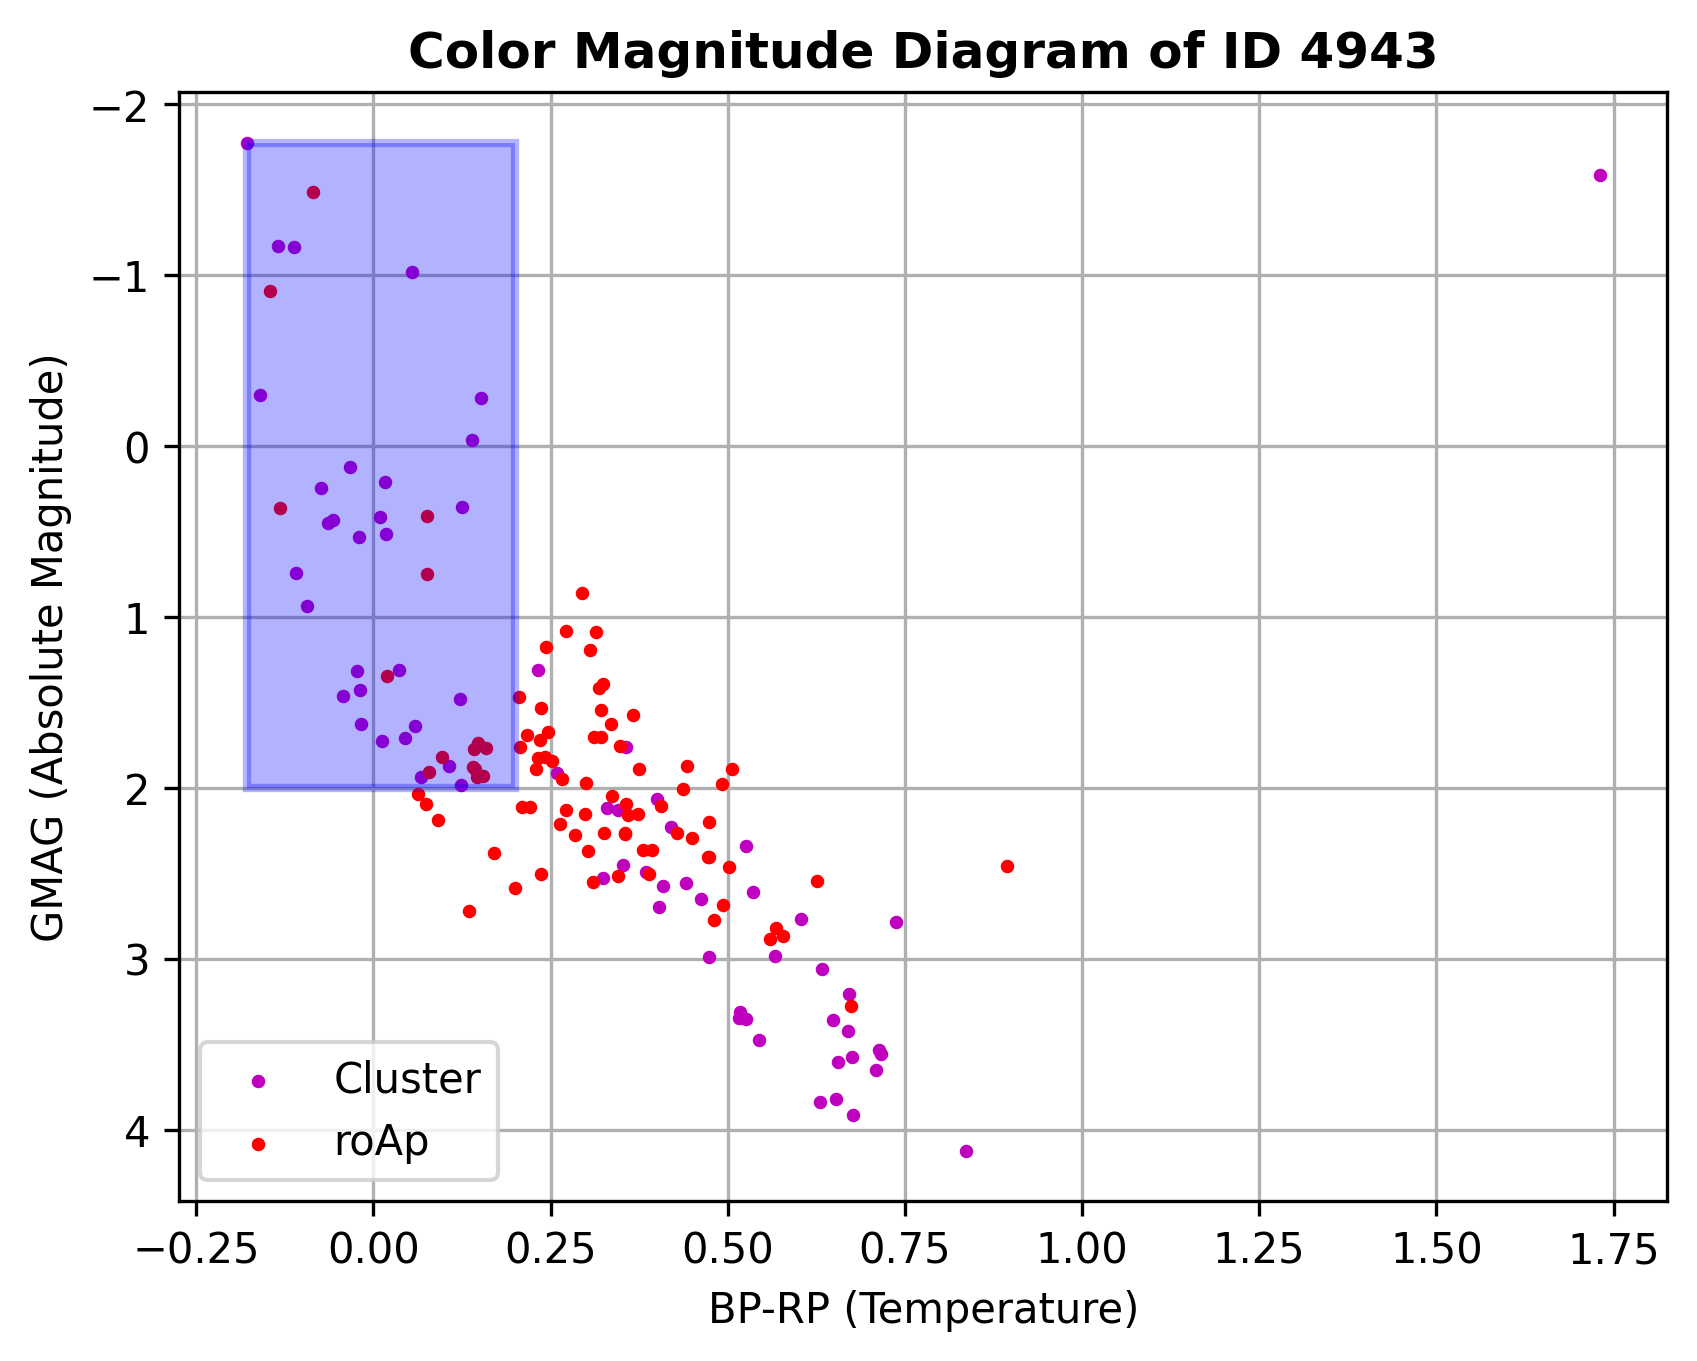 Color Magnitude Diagram of ID 4943
−2
−1
0
1
2
3
4
GMAG (Absolute Magnitude)
Cluster
roAp
−0.25 0.00 0.25 0.50 0.75 1.00 1.25 1.50 1.75
BP-RP (Temperature)